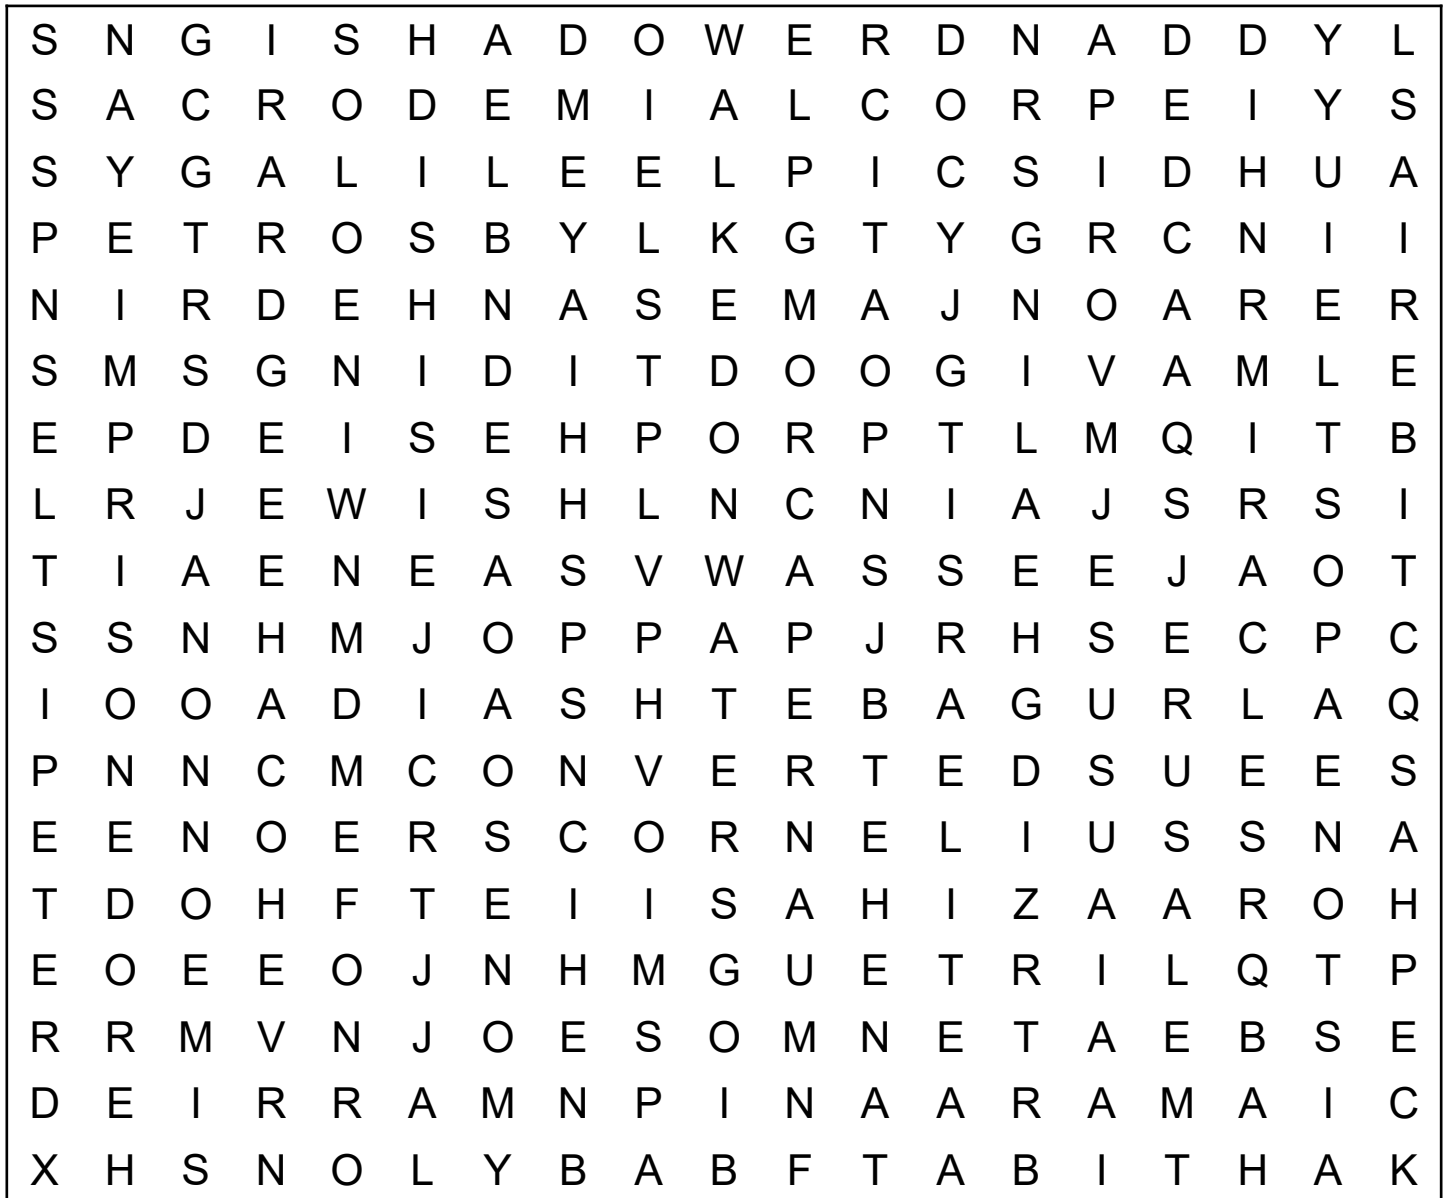 S N G I S H A D O W E R D N A D D Y L
S A C R O D E M I A L C O R P E I Y S
S Y G A L I L E E L P I C S I D H U A
P E T R O S B Y L K G T Y G R C N I I
N I R D E H N A S E M A J N O A R E R
S M S G N I D I T D O O G I V A M L E
E P D E I S E H P O R P T L M Q I T B
L R J E W I S H L N C N I A J S R S I
T I A E N E A S V W A S S E E J A O T
S S N H M J O P P A P J R H S E C P C
I O O A D I A S H T E B A G U R L A Q
P N N C M C O N V E R T E D S U E E S
E E N O E R S C O R N E L I U S S N A
T D O H F T E I I S A H I Z A A R O H
E O E E O J N H M G U E T R I L Q T P
R R M V N J O E S O M N E T A E B S E
D E I R R A M N P I N A A R A M A I C
X H S N O L Y B A B F T A B I T H A K